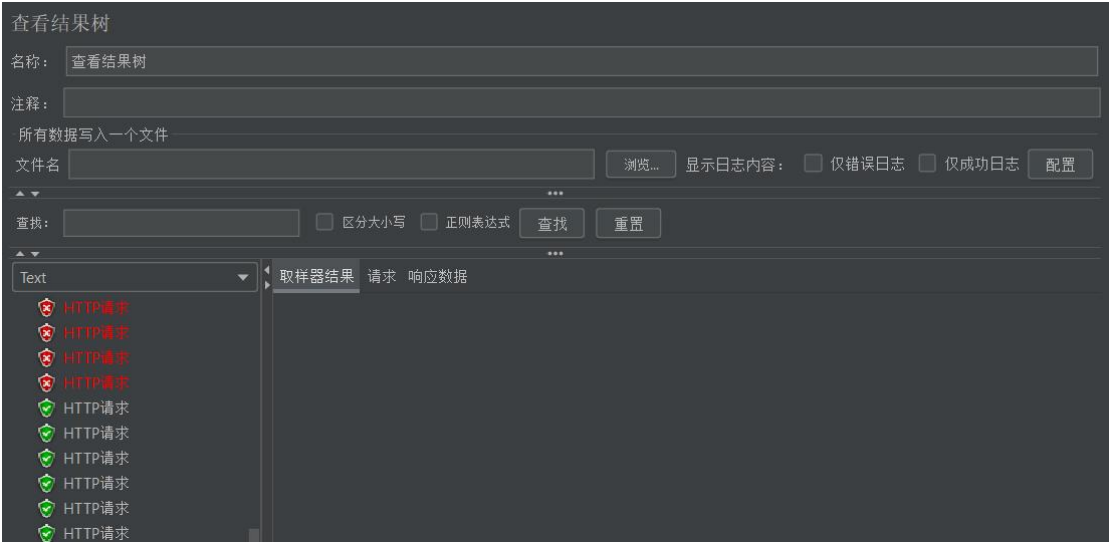 查看结果树
名称： 查看结果树
注释：
所有数据写入一个文件
文件名 浏览... 显示日志内容： 仅错误日志 仅成功日志 配置
查找： 区分大小写 正则表达式 查找 重置
Text 取样器结果 请求 响应数据
HTTP请求
HTTP请求
HTTP请求
HTTP请求
HTTP请求
HTTP请求
HTTP请求
HTTP请求
HTTP请求
HTTP请求